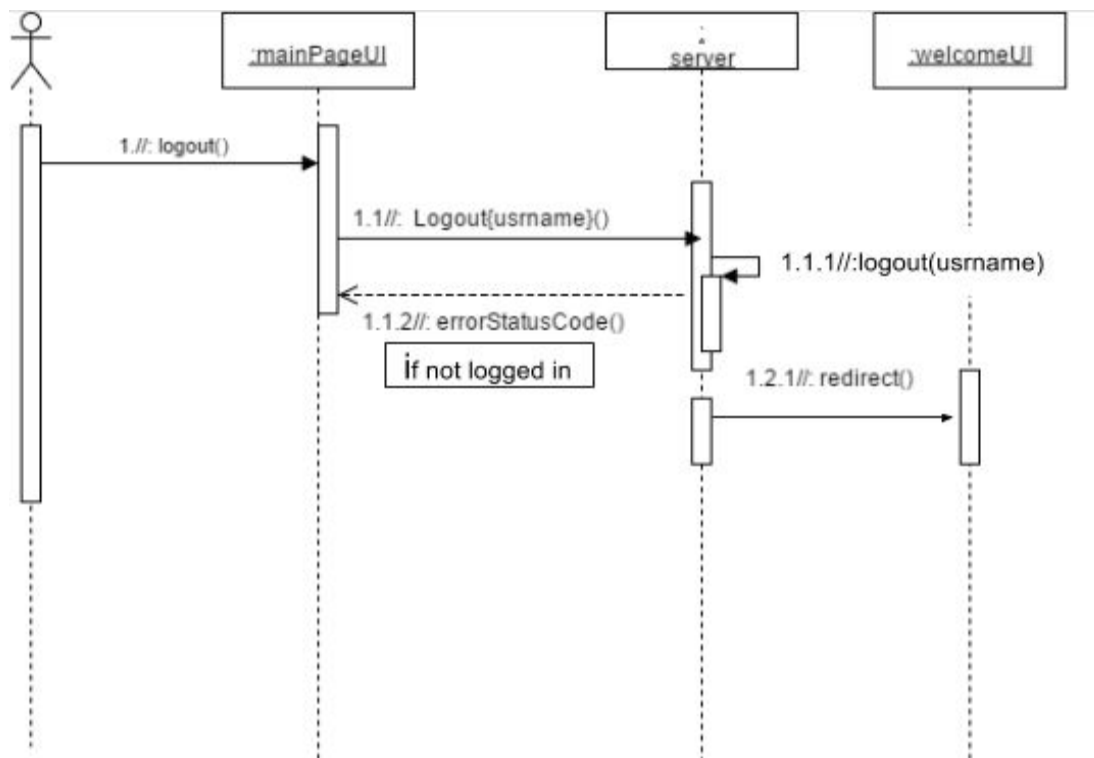 :mainPageUI
:
server
:welcomeUI
1.//: logout()
1.1//: Logout{usrname}()
1.1.1//:logout(usrname)
1.1.2//: errorStatusCode()
if not logged in
1.2.1//: redirect()